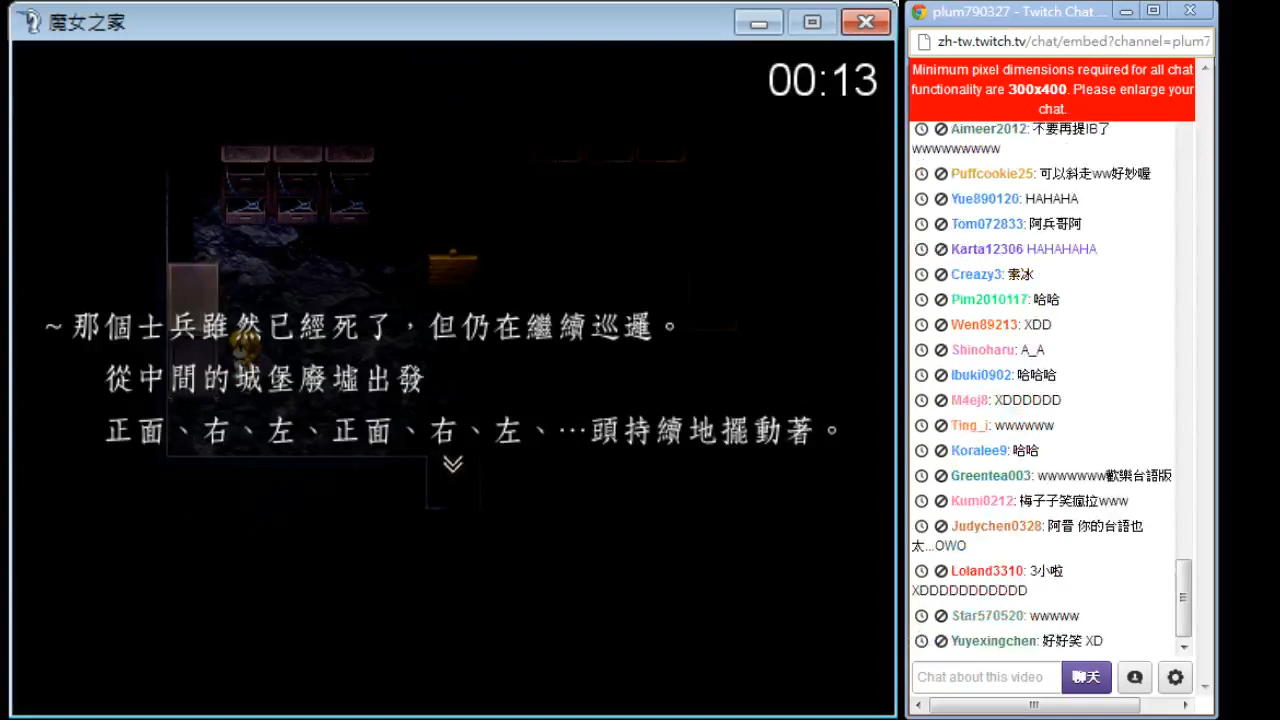 魔女之家
00:13
~那個士兵雖然已經死了，但仍在繼續巡邏。
從中間的城堡廢墟出發
正面、右、左、正面、右、左、…頭持續地擺動著。
plum790327 - Twitch Chat ...
zh-tw.twitch.tv/chat/embed?channel=plum7
Minimum pixel dimensions required for all chat
functionality are 300x400. Please enlarge your
chat.
Aimeer2012: 不要再提IB了
wwwwwwwww
Puffcookie25: 可以斜走ww好妙喔
Yue890120: HAHAHA
Tom072833: 阿兵哥阿
Karta12306 HAHAHAHA
Creazy3: 素冰
Pim2010117: 哈哈
Wen89213: XDD
Shinoharu: A_A
Ibuki0902: 哈哈哈
M4ej8: XDDDDDD
Ting_i: wwwwww
Koralee9: 哈哈
Greentea003: wwwwwww歡樂台語版
Kumi0212: 梅子子笑瘋拉www
Judychen0328: 阿晋 你的台語也
太...OWO
Loland3310: 3小啦
XDDDDDDDDDDD
Star570520: wwwww
Yuyexingchen: 好好笑 XD
Chat about this video
聊天